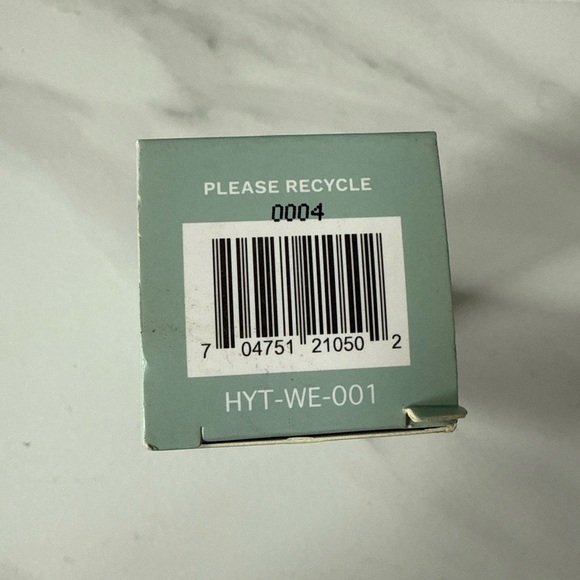 PLEASE RECYCLE
0004
7 04751 21050 2
HYT-WE-001